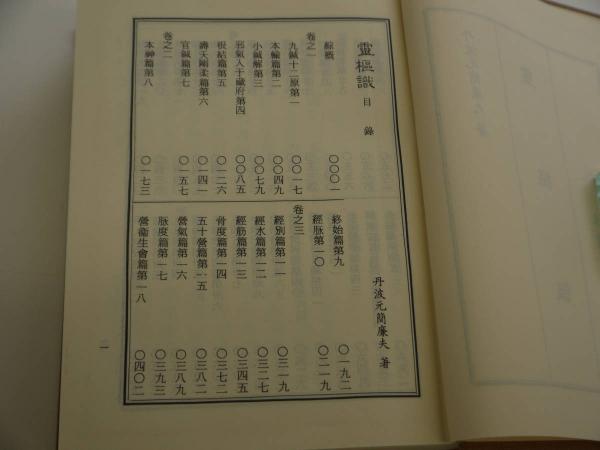 靈樞識 目錄
丹波元簡廉夫 著
綜概 〇〇〇一
卷之一
九鍼十二原第一 〇〇一七
本輸篇第二 〇〇四九
小鍼解第三 〇〇七九
邪氣入于藏府第四 〇〇八五
根結篇第五 〇一二六
壽夭剛柔篇第六 〇一四一
官鍼篇第七 〇一五七
卷之二
本神篇第八 〇一七三
終始篇第九 〇一九二
經脈第一〇 〇二一九
卷之三
經別篇第一一 〇三一九
經水篇第一二 〇三二七
經筋篇第一三 〇三四五
骨度篇第一四 〇三七二
五十營篇第一五 〇三八二
營氣篇第一六 〇三八九
脉度篇第一七 〇三九三
營衞生會篇第一八 〇四〇二
一